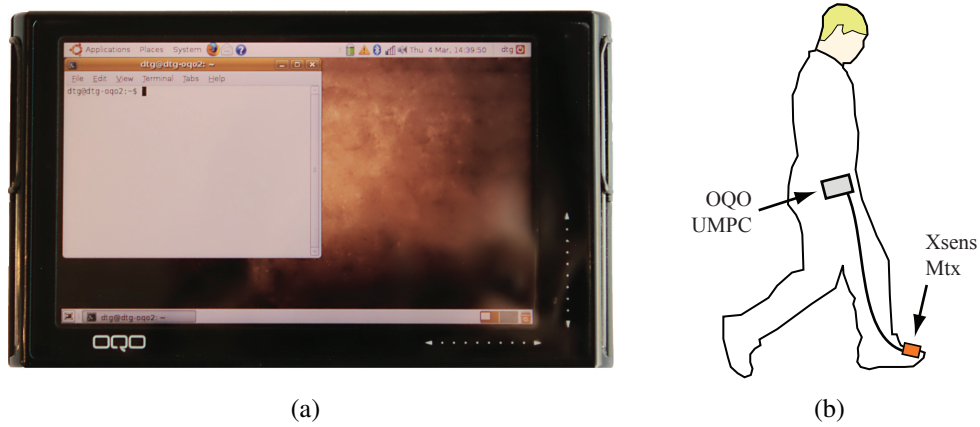 Applications Places System Thu 4 Mar, 14:39:50 dtg
dtg@dtg-oqo2: ~
File Edit View Terminal Tabs Help
dtg@dtg-oqo2:~$
dtg@dtg-oqo2: ~
OQO
(a)
OQO
UMPC
Xsens
Mtx
(b)